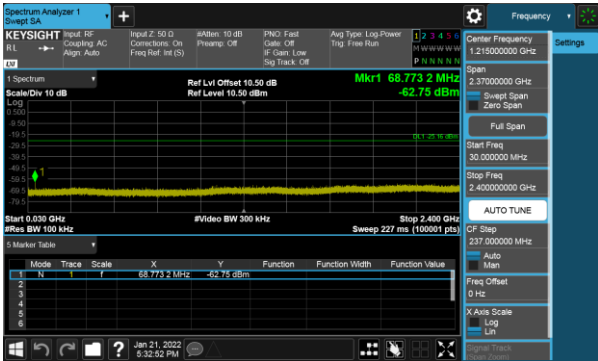 Spectrum Analyzer 1
Swept SA
+
Frequency
KEYSIGHT
RL
Input: RF
Coupling: AC
Align: Auto
Input Z: 50 Ω
Corrections: On
Freq Ref: Int (S)
#Atten: 10 dB
Preamp: Off
PNO: Fast
Gate: Off
IF Gain: Low
Sig Track: Off
Avg Type: Log-Power
Trig: Free Run
1 2 3 4 5 6
M W W W W W
P N N N N N
1 Spectrum
Scale/Div 10 dB
Log
Ref Lvl Offset 10.50 dB
Ref Level 10.50 dBm
Mkr1 68.773 2 MHz
-62.75 dBm
0.500
-9.50
-19.5
-29.5
-39.5
-49.5
-59.5
-69.5
-79.5
1
Start 0.030 GHz
#Res BW 100 kHz
#Video BW 300 kHz
Stop 2.400 GHz
Sweep 227 ms (100001 pts)
5 Marker Table
Mode Trace Scale X Y Function Function Width Function Value
1 N 1 f 68.773 2 MHz -62.75 dBm
2
3
4
5
6
Center Frequency
1.215000000 GHz
Settings
Span
2.37000000 GHz
Swept Span
Zero Span
Full Span
Start Freq
30.000000 MHz
Stop Freq
2.400000000 GHz
AUTO TUNE
CF Step
237.000000 MHz
Auto
Man
Freq Offset
0 Hz
X Axis Scale
Log
Lin
Signal Track
(Span Zoom)
?
Jan 21, 2022
5:32:52 PM